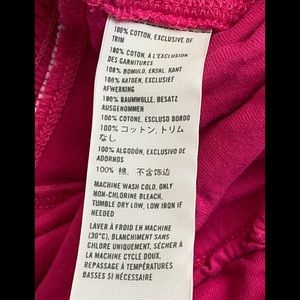 100% COTTON, EXCLUSIVE OF
TRIM
100% COTON, À L'EXCLUSION
DES GARNITURES
100% BOMULD, EKSKL. KANT
100% KATOEN, EXCLUSIEF
AFWERKING
100% BAUMWOLLE, BESATZ
AUSGENOMMEN
100% COTONE, ESCLUSO BORDO
100% コットン, トリム
なし
100% ALGODÓN, EXCLUSIVO DE
ADORNOS
100% 棉, 不含饰边
MACHINE WASH COLD, ONLY
NON-CHLORINE BLEACH,
TUMBLE DRY LOW, LOW IRON IF
NEEDED
LAVER À FROID EN MACHINE
(30°C), BLANCHIMENT SANS
CHLORE UNIQUEMENT, SÉCHER À
LA MACHINE CYCLE DOUX,
REPASSAGE À TEMPÉRATURES
BASSES SI NÉCESSAIRE